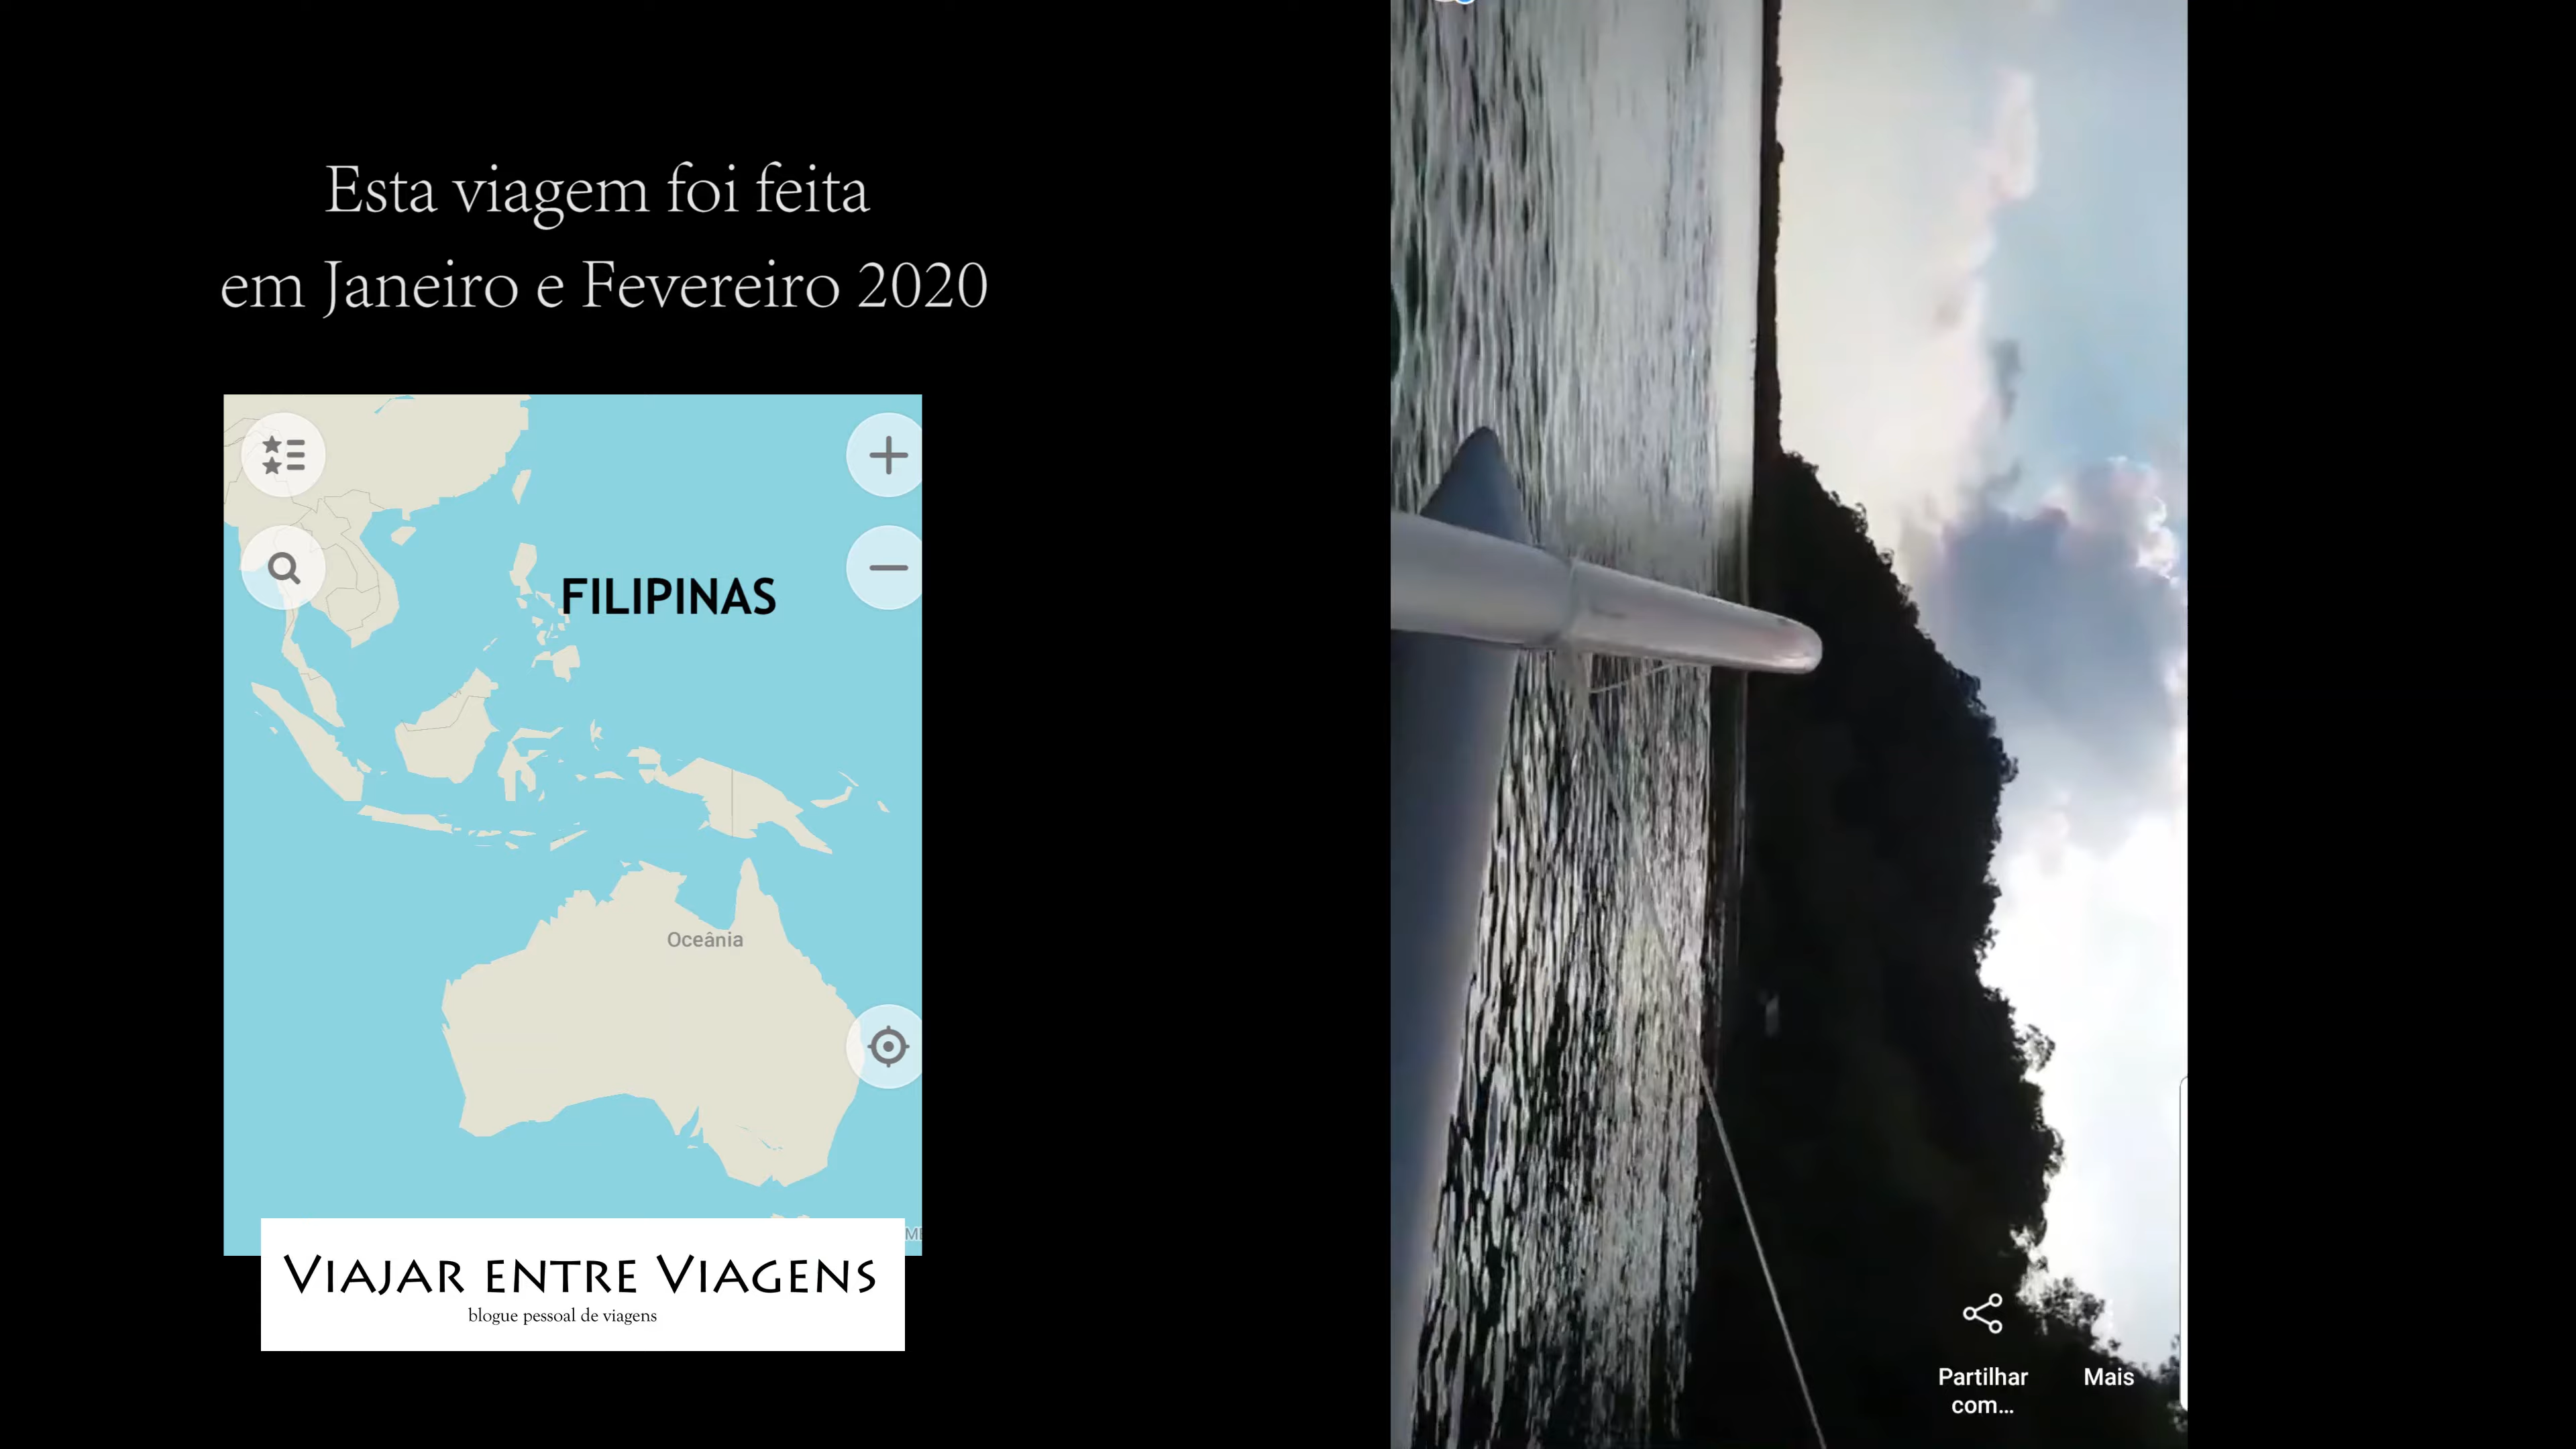 Esta viagem foi feita
em Janeiro e Fevereiro 2020
FILIPINAS
Oceânia
VIAJAR ENTRE VIAGENS
blogue pessoal de viagens
Partilhar
com...
Mais